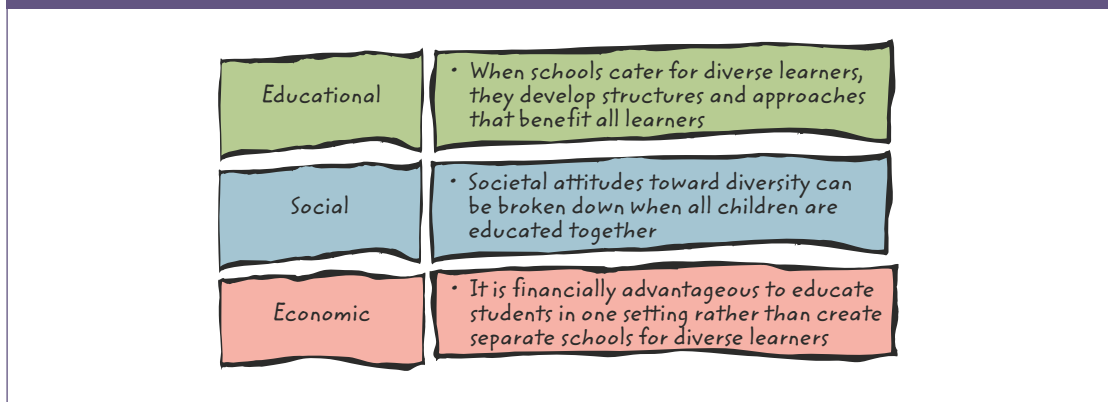 Educational
• When schools cater for diverse learners,
they develop structures and approaches
that benefit all learners
Social
• Societal attitudes toward diversity can
be broken down when all children are
educated together
Economic
• It is financially advantageous to educate
students in one setting rather than create
separate schools for diverse learners